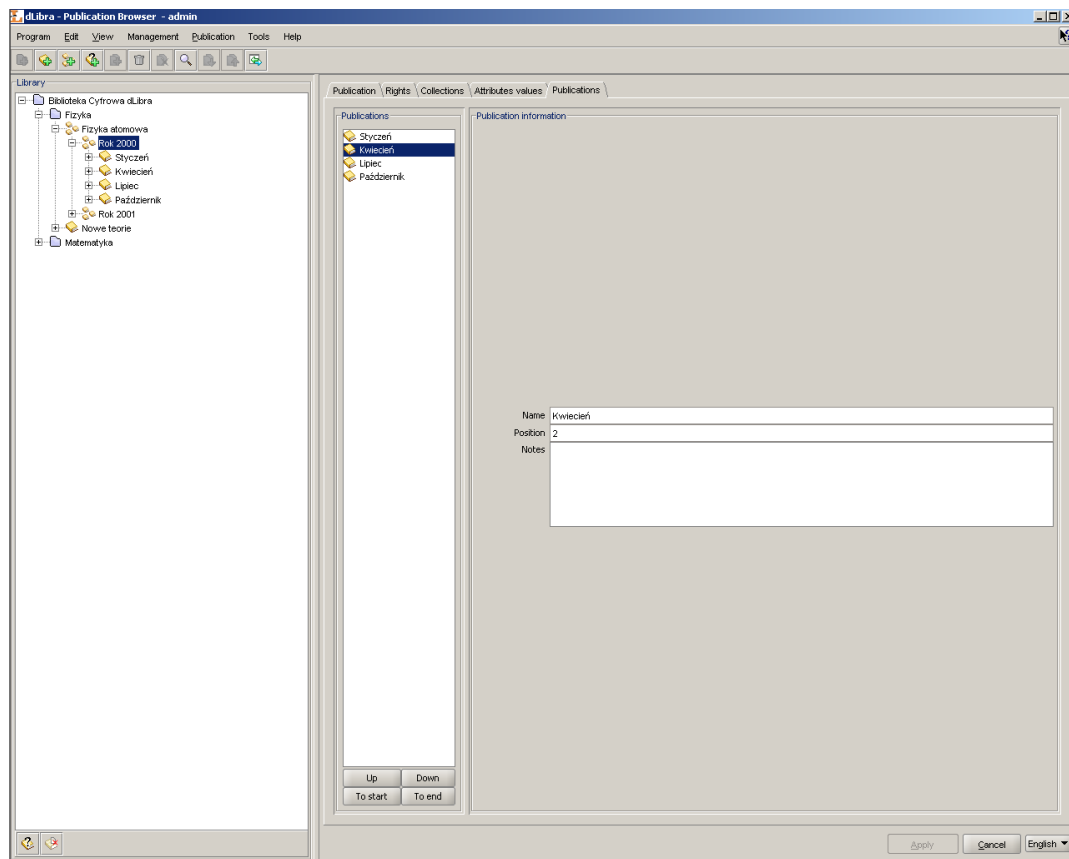 dLibra - Publication Browser - admin
Program Edit View Management Publication Tools Help
Library
Biblioteka Cyfrowa dLibra
Fizyka
Fizyka atomowa
Rok 2000
Styczeń
Kwiecień
Lipiec
Październik
Rok 2001
Nowe teorie
Matematyka
Publication Rights Collections Attributes values Publications
Publications
Styczeń
Kwiecień
Lipiec
Październik
Up Down
To start To end
Publication information
Name Kwiecień
Position 2
Notes
Apply Cancel English